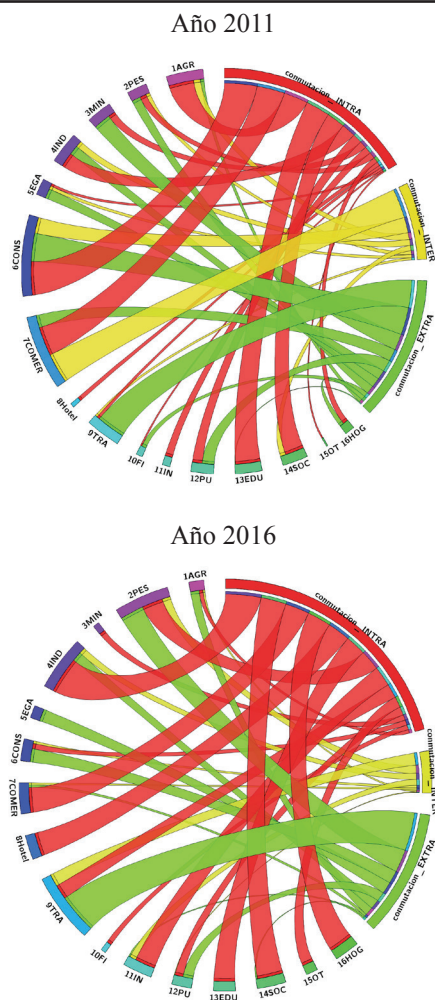 Año 2011
conmutacion_INTRA
conmutacion_INTER
conmutacion_EXTRA
16HOG
15OT
14SOC
13EDU
12PU
11IN
10FI
9TRA
8Hotel
7COMER
6CONS
5EGA
4IND
3MIN
2PES
1AGR
Año 2016
conmutacion_INTRA
conmutacion_INTER
conmutacion_EXTRA
16HOG
15OT
14SOC
13EDU
12PU
11IN
10FI
9TRA
8Hotel
7COMER
6CONS
5EGA
4IND
3MIN
2PES
1AGR